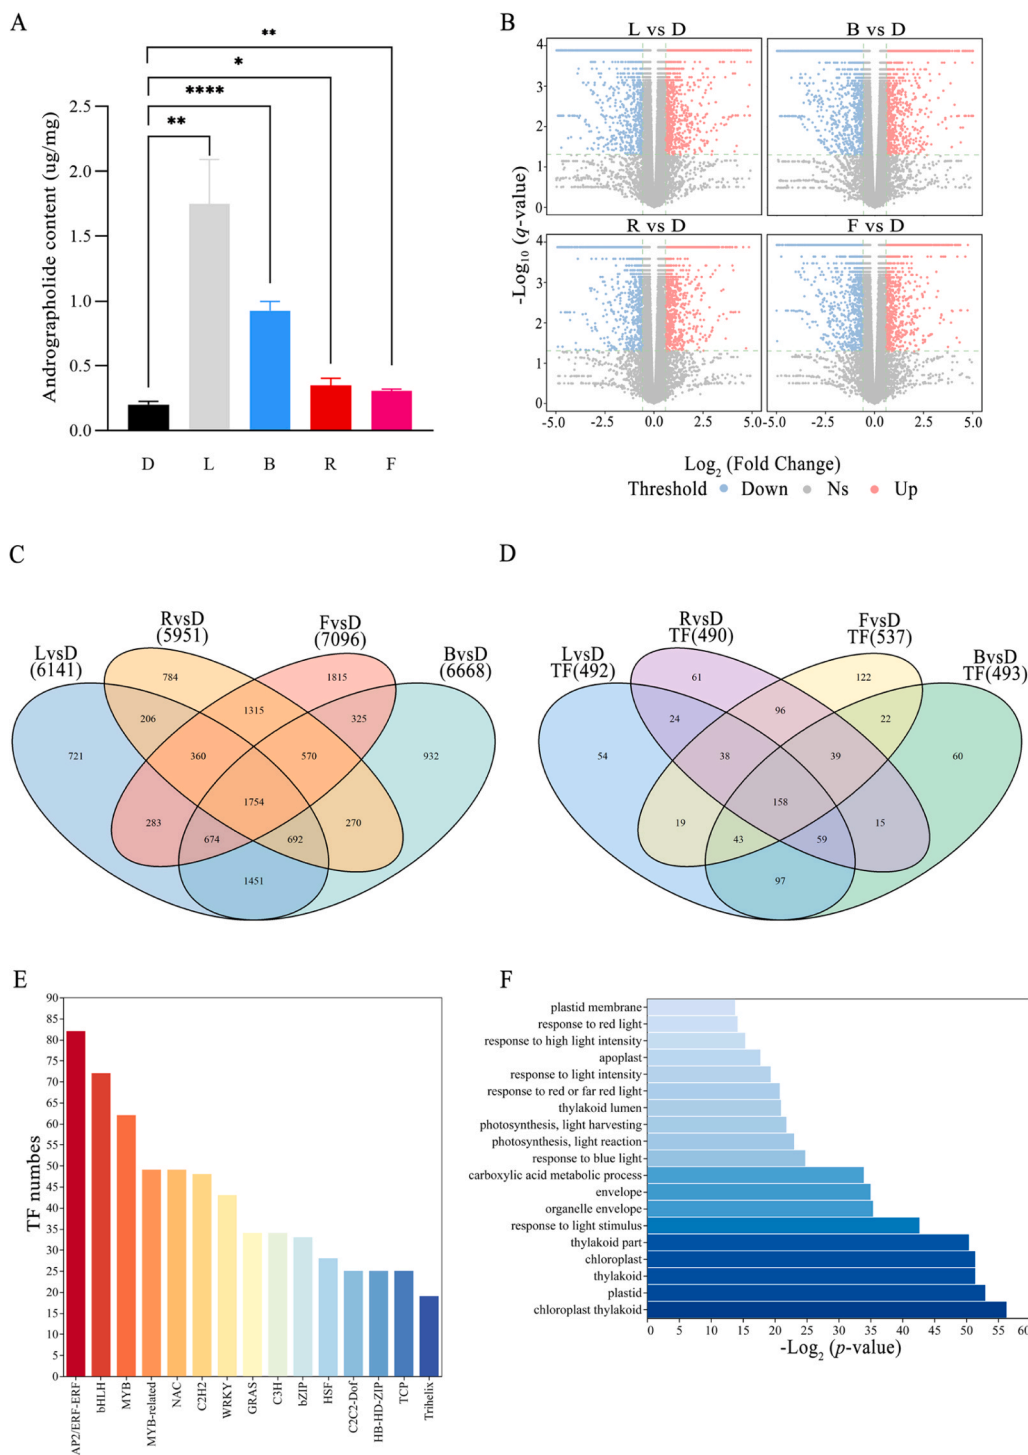 A
**
*
****
**
Andrographolide content (ug/mg)
2.5
2.0
1.5
1.0
0.5
0.0
D L B R F
B
L vs D
B vs D
4
3
2
1
0
R vs D
F vs D
4
3
2
1
0
-Log10 (q-value)
-5.0 -2.5 0.0 2.5 5.0
-5.0 -2.5 0.0 2.5 5.0
Log2 (Fold Change)
Threshold Down Ns Up
C
LvsD
(6141)
RvsD
(5951)
FvsD
(7096)
BvsD
(6668)
784
1815
206
1315
325
721
360
570
932
1754
283
674
692
270
1451
D
LvsD
TF(492)
RvsD
TF(490)
FvsD
TF(537)
BvsD
TF(493)
61
122
24
96
22
54
38
39
60
158
19
43
59
15
97
E
TF numbes
90
85
80
75
70
65
60
55
50
45
40
35
30
25
20
15
10
5
0
AP2/ERF-ERF
bHLH
MYB
MYB-related
NAC
C2H2
WRKY
GRAS
C3H
bZIP
HSF
C2C2-Dof
HB-HD-ZIP
TCP
Trihelix
F
plastid membrane
response to red light
response to high light intensity
apoplast
response to light intensity
response to red or far red light
thylakoid lumen
photosynthesis, light harvesting
photosynthesis, light reaction
response to blue light
carboxylic acid metabolic process
envelope
organelle envelope
response to light stimulus
thylakoid part
chloroplast
thylakoid
plastid
chloroplast thylakoid
0 5 10 15 20 25 30 35 40 45 50 55 60
-Log2 (p-value)